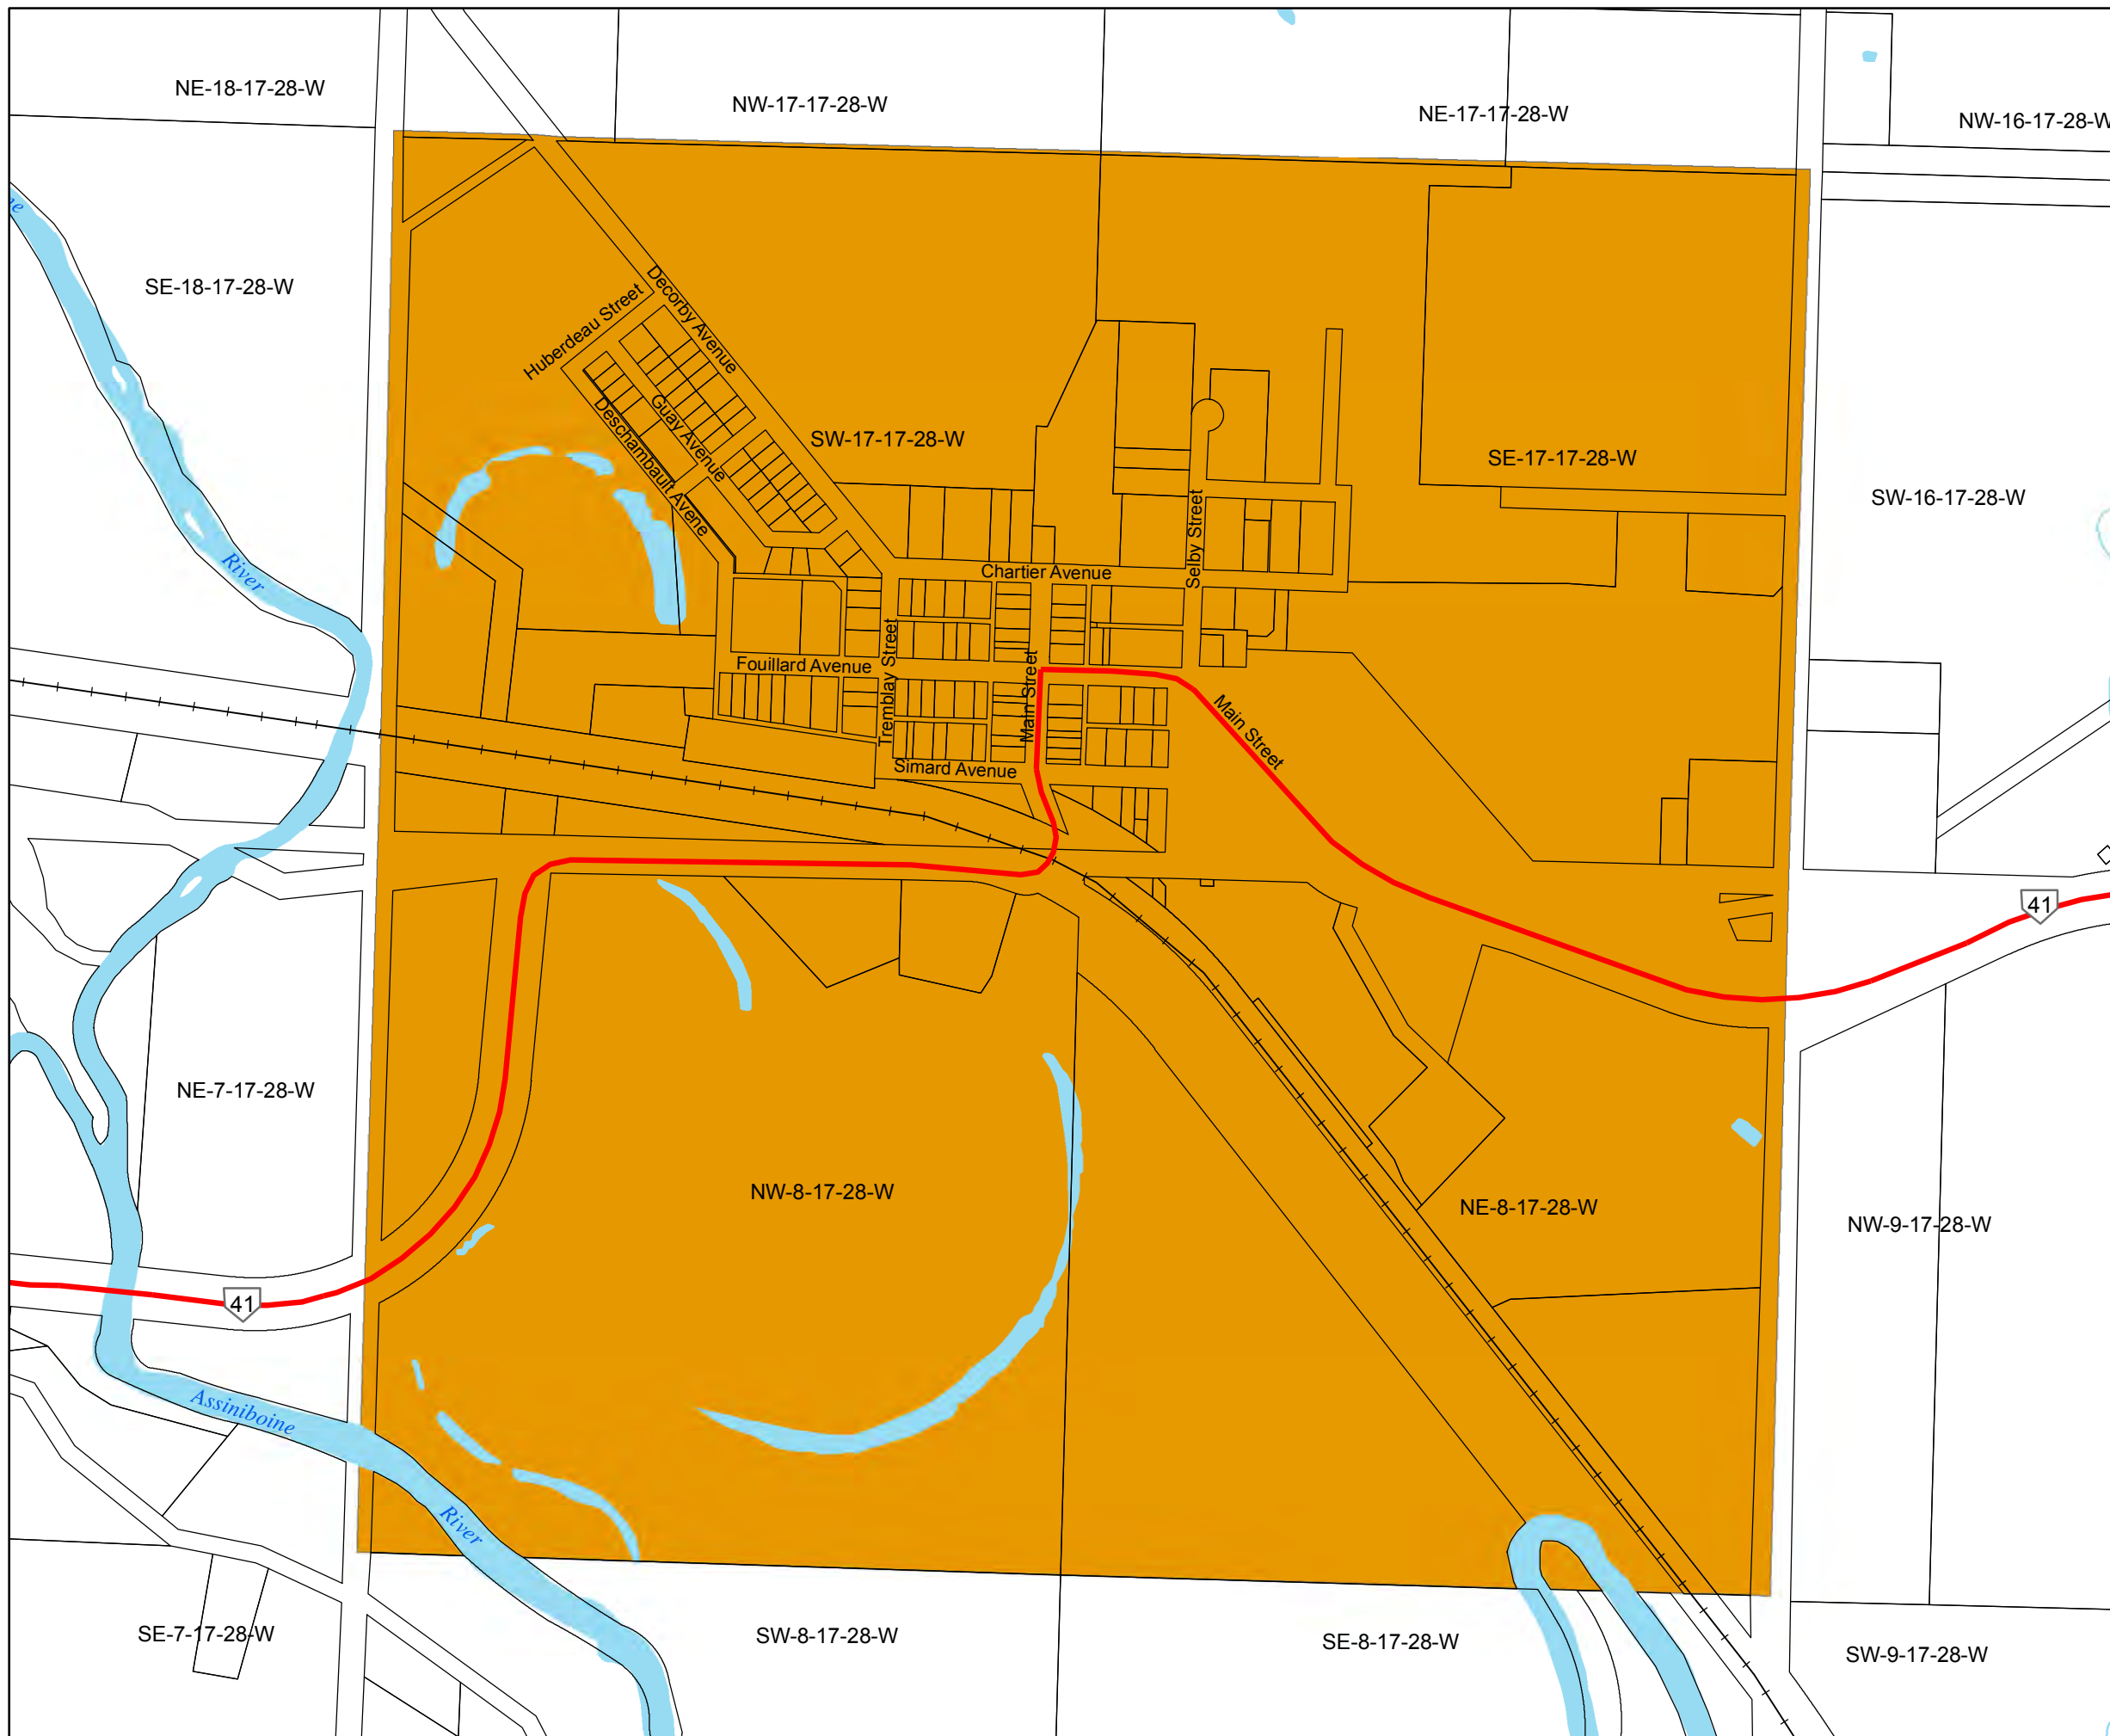 NE-18-17-28-W
NW-17-17-28-W
NE-17-17-28-W
NW-16-17-28-W
ne
SE-18-17-28-W
Decorby Avenue
Huberdeau Street
Guay Avenue
Deschambault Avene
SW-17-17-28-W
SE-17-17-28-W
SW-16-17-28-W
River
Selby Street
Chartier Avenue
Tremblay Street
Fouillard Avenue
Main Street
Main Street
Simard Avenue
41
NE-7-17-28-W
NW-8-17-28-W
NE-8-17-28-W
NW-9-17-28-W
41
Assiniboine
River
SE-7-17-28-W
SW-8-17-28-W
SE-8-17-28-W
SW-9-17-28-W